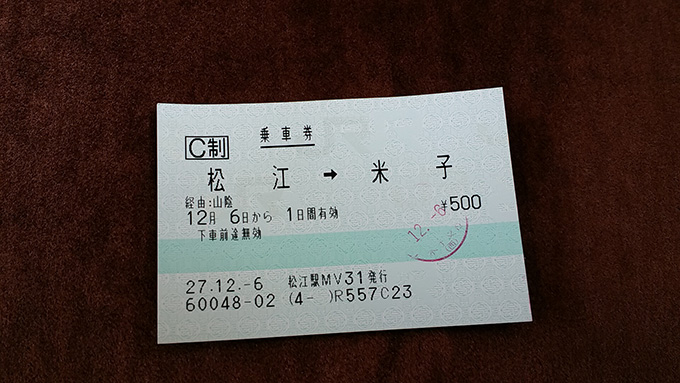 乗車券
C制
松江 → 米子
経由:山陰
¥500
12月 6日から 1日間有効
下車前途無効
12.-6
27.12.-6 松江駅MV31発行
60048-02 (4- )R557C23